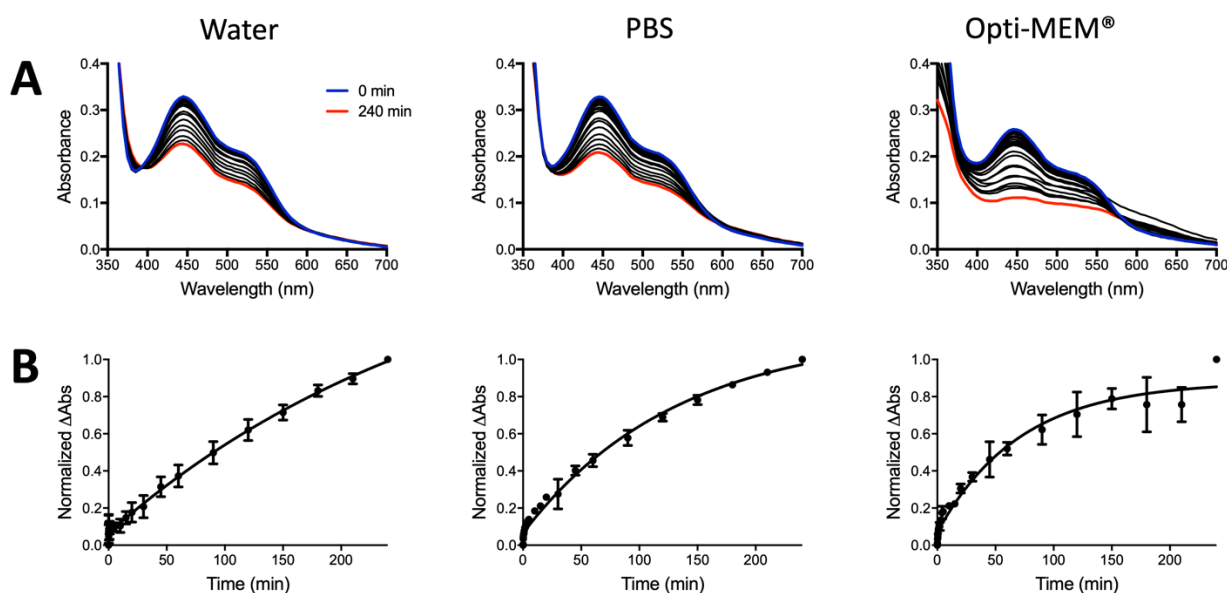 Water
PBS
Opti-MEM®
A
Absorbance
0.4
0.3
0.2
0.1
0.0
350 400 450 500 550 600 650 700
Wavelength (nm)
0 min
240 min
Absorbance
0.4
0.3
0.2
0.1
0.0
350 400 450 500 550 600 650 700
Wavelength (nm)
Absorbance
0.4
0.3
0.2
0.1
0.0
350 400 450 500 550 600 650 700
Wavelength (nm)
B
Normalized ΔAbs
1.0
0.8
0.6
0.4
0.2
0.0
0 50 100 150 200
Time (min)
Normalized ΔAbs
1.0
0.8
0.6
0.4
0.2
0.0
0 50 100 150 200
Time (min)
Normalized ΔAbs
1.0
0.8
0.6
0.4
0.2
0.0
0 50 100 150 200
Time (min)